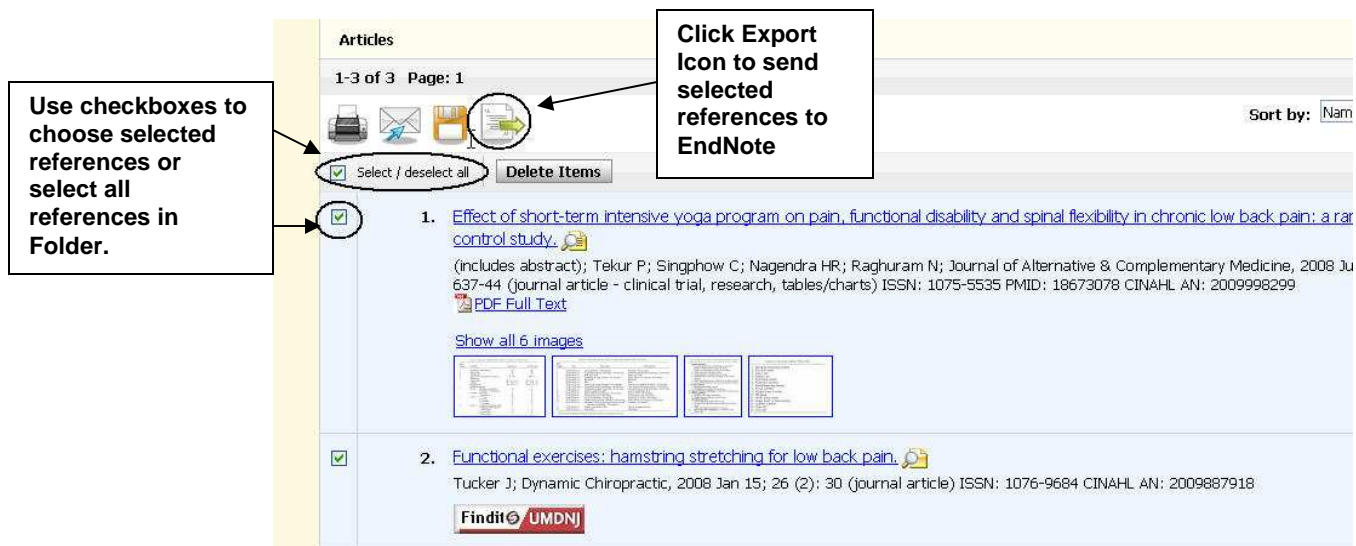 Use checkboxes to
choose selected
references or
select all
references in
Folder.
Click Export
Icon to send
selected
references to
EndNote
Articles
1-3 of 3 Page: 1
Sort by: Nam
Select / deselect all Delete Items
1. Effect of short-term intensive yoga program on pain, functional disability and spinal flexibility in chronic low back pain: a ran
control study.
(includes abstract); Tekur P; Singphow C; Nagendra HR; Raghuram N; Journal of Alternative & Complementary Medicine, 2008 Ju
637-44 (journal article - clinical trial, research, tables/charts) ISSN: 1075-5535 PMID: 18673078 CINAHL AN: 2009998299
PDF Full Text
Show all 6 images
2. Functional exercises: hamstring stretching for low back pain.
Tucker J; Dynamic Chiropractic, 2008 Jan 15; 26 (2): 30 (journal article) ISSN: 1076-9684 CINAHL AN: 2009887918
Findit UMDNJ